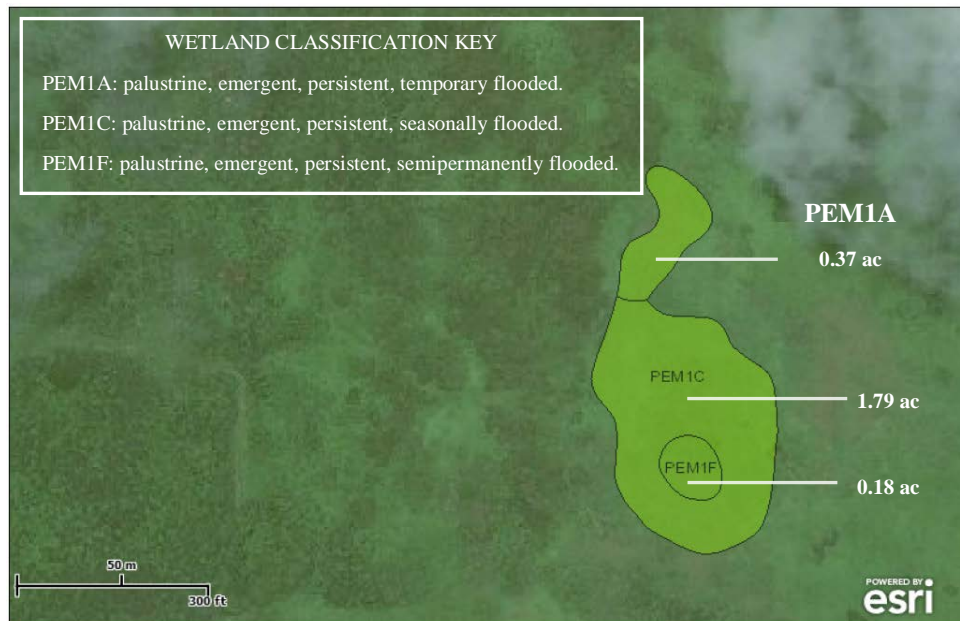 WETLAND CLASSIFICATION KEY
PEM1A: palustrine, emergent, persistent, temporary flooded.
PEM1C: palustrine, emergent, persistent, seasonally flooded.
PEM1F: palustrine, emergent, persistent, semipermanently flooded.
PEM1A
0.37 ac
PEM1C
1.79 ac
PEM1F
0.18 ac
50 m
300 ft
POWERED BY
esri